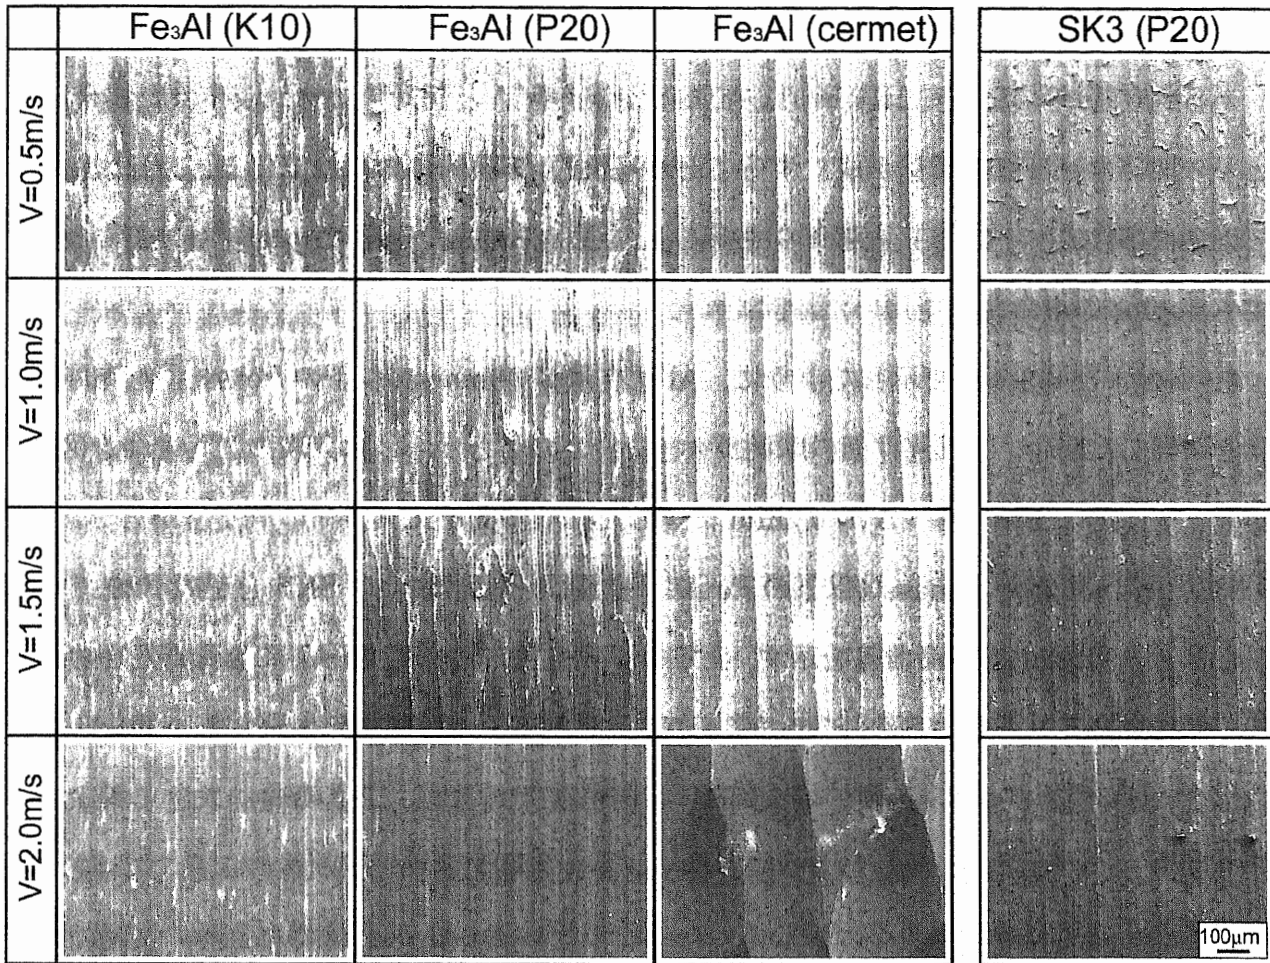 Fe₃Al (K10)
Fe₃Al (P20)
Fe₃Al (cermet)
SK3 (P20)
V=0.5m/s
V=1.0m/s
V=1.5m/s
V=2.0m/s
100μm